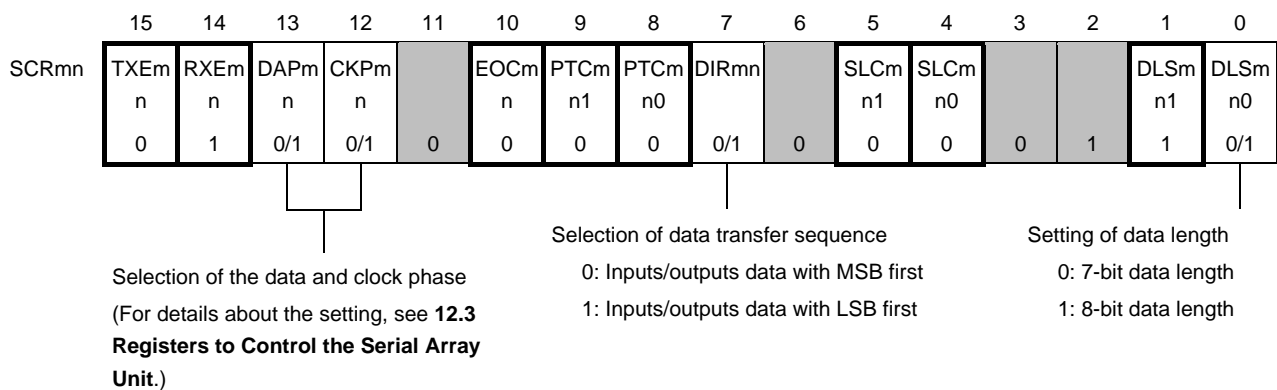 15 14 13 12 11 10 9 8 7 6 5 4 3 2 1 0
SCRmn TXEm RXEm DAPm CKPm EOCm PTCm PTCm DIRmn SLCm SLCm DLSm DLSm
n n n n n n1 n0 n1 n0 n1 n0
0 1 0/1 0/1 0 0 0 0 0/1 0 0 0 0 1 1 0/1
Selection of the data and clock phase
(For details about the setting, see 12.3
Registers to Control the Serial Array
Unit.)
Selection of data transfer sequence
0: Inputs/outputs data with MSB first
1: Inputs/outputs data with LSB first
Setting of data length
0: 7-bit data length
1: 8-bit data length